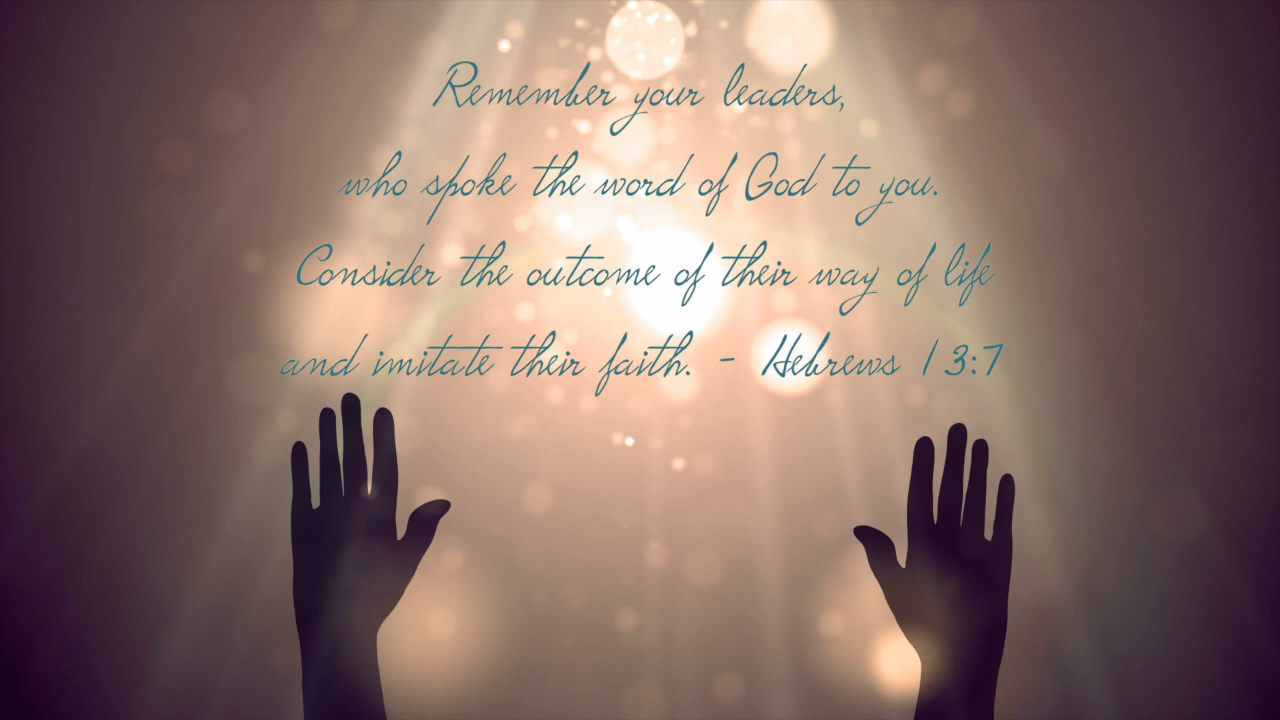 Remember your leaders,
who spoke the word of God to you.
Consider the outcome of their way of life
and imitate their faith. - Hebrews 13:7